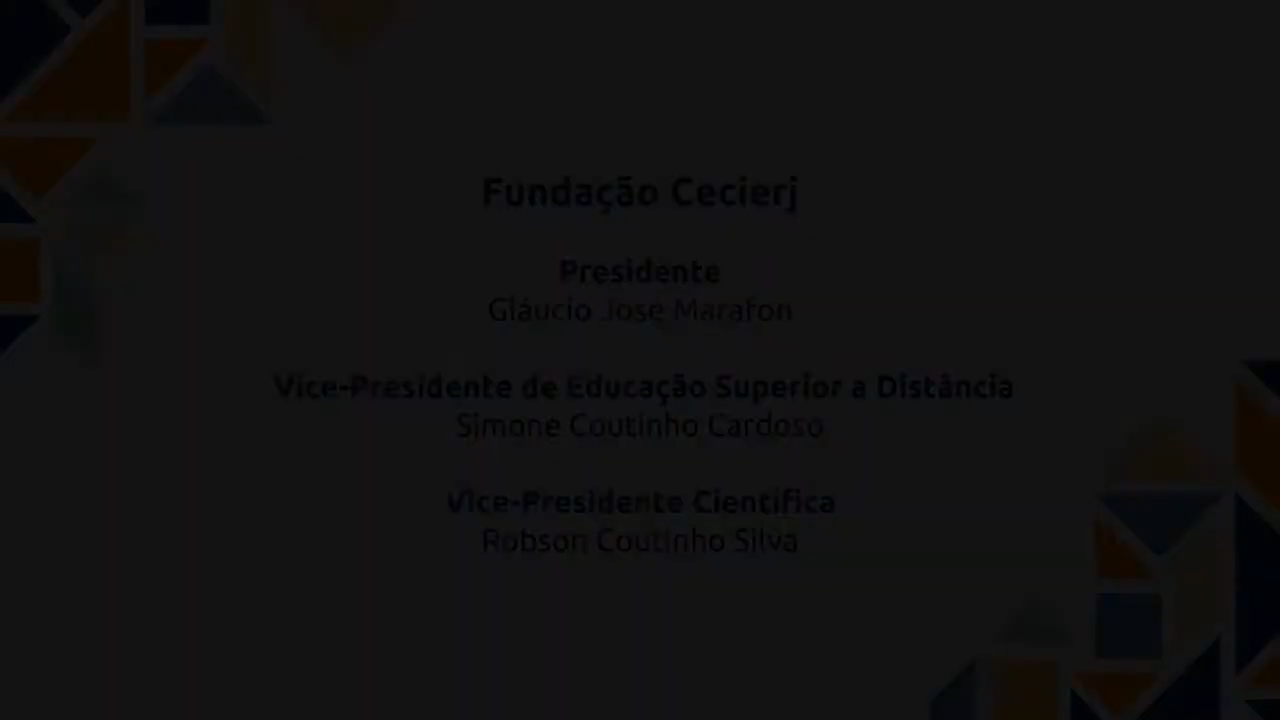 Fundação Cecierj
Presidente
Gláucio José Marafon
Vice-Presidente de Educação Superior a Distância
Simone Coutinho Cardoso
Vice-Presidente Científica
Robson Coutinho Silva